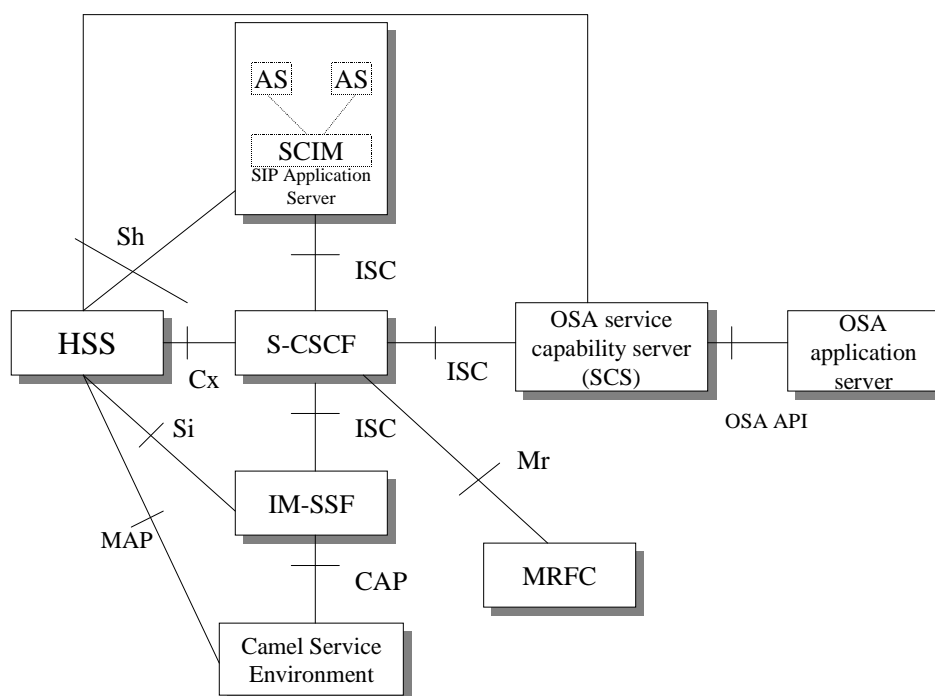 AS AS
SCIM
SIP Application
Server
Sh
ISC
HSS
S-CSCF
OSA service
capability server
(SCS)
OSA
application
server
Cx
ISC
OSA API
Si
ISC
Mr
IM-SSF
MAP
CAP
MRFC
Camel Service
Environment